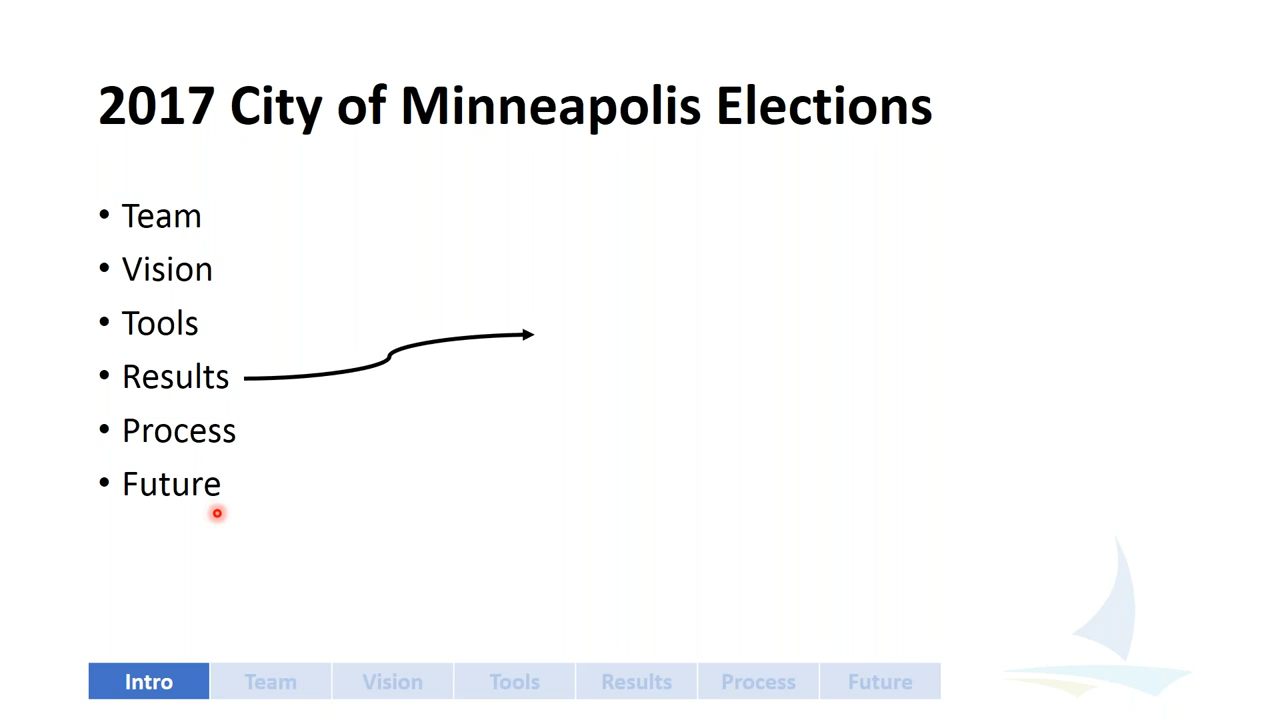 2017 City of Minneapolis Elections
• Team
• Vision
• Tools
• Results
• Process
• Future
Intro Team Vision Tools Results Process Future